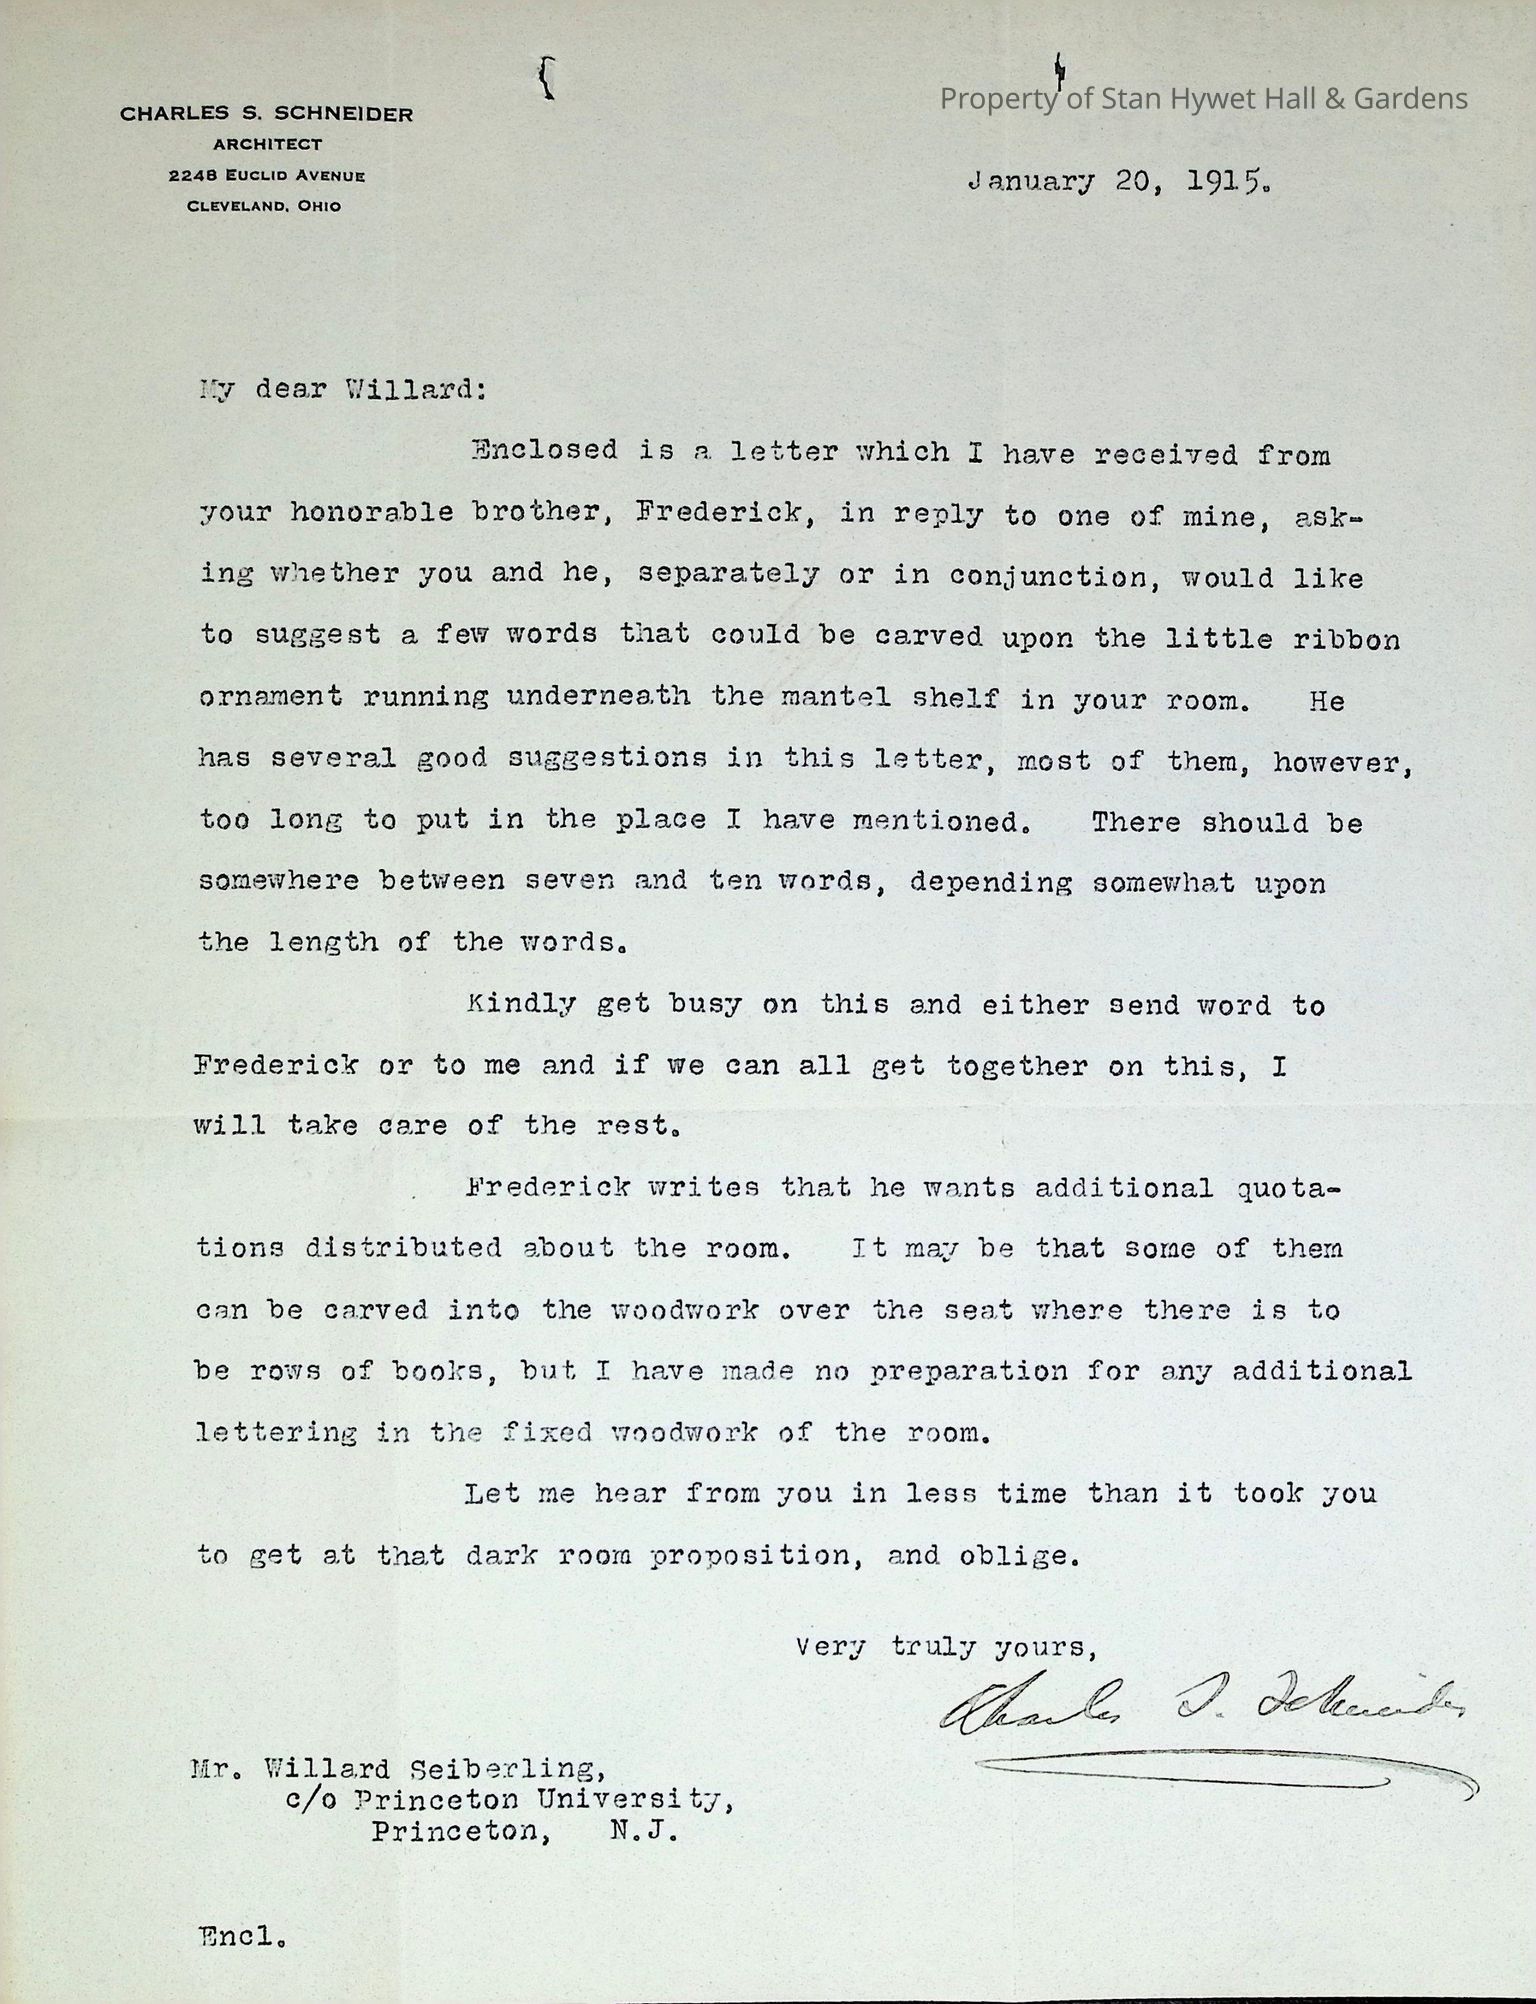 Property of Stan Hywet Hall & Gardens
CHARLES S. SCHNEIDER
ARCHITECT
2248 EUCLID AVENUE
CLEVELAND, OHIO
January 20, 1915.
My dear Willard:
Enclosed is a letter which I have received from
your honorable brother, Frederick, in reply to one of mine, ask-
ing whether you and he, separately or in conjunction, would like
to suggest a few words that could be carved upon the little ribbon
ornament running underneath the mantel shelf in your room. He
has several good suggestions in this letter, most of them, however,
too long to put in the place I have mentioned. There should be
somewhere between seven and ten words, depending somewhat upon
the length of the words.
Kindly get busy on this and either send word to
Frederick or to me and if we can all get together on this, I
will take care of the rest.
Frederick writes that he wants additional quota-
tions distributed about the room. It may be that some of them
can be carved into the woodwork over the seat where there is to
be rows of books, but I have made no preparation for any additional
lettering in the fixed woodwork of the room.
Let me hear from you in less time than it took you
to get at that dark room proposition, and oblige.
Very truly yours,
Charles S. Schneider
Mr. Willard Seiberling,
c/o Princeton University,
Princeton, N.J.
Encl.